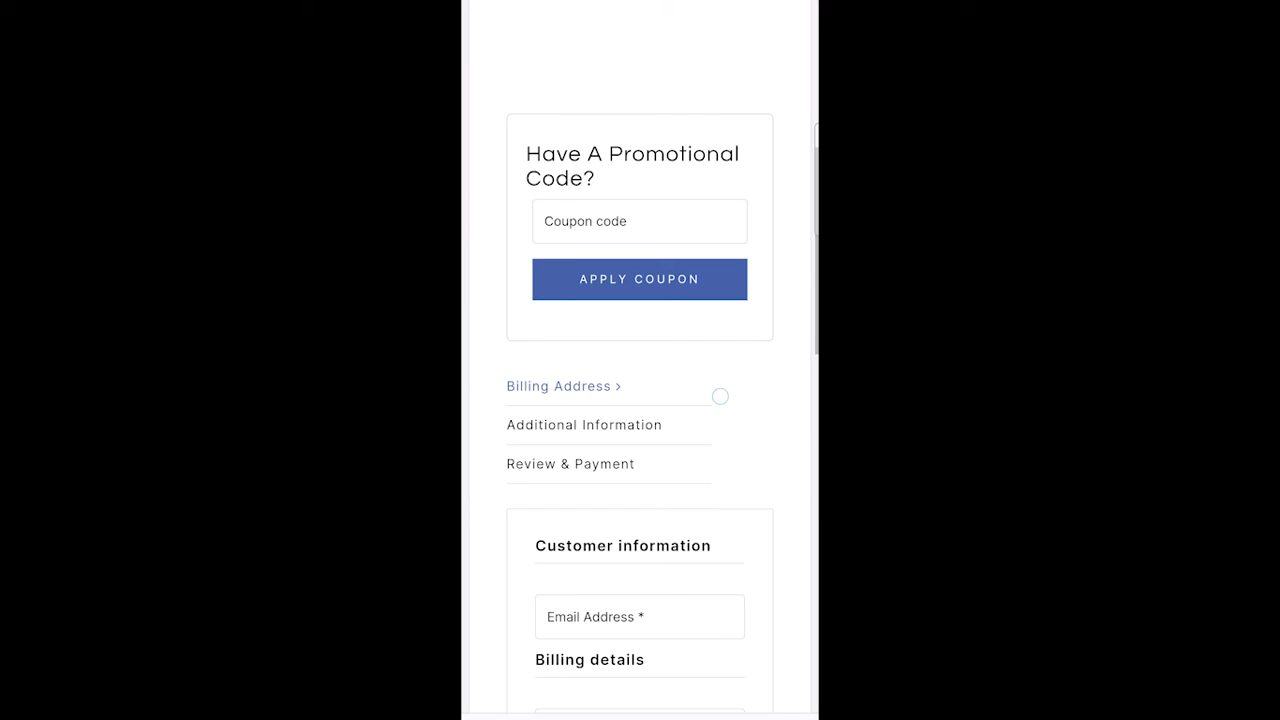 Have A Promotional
Code?
Coupon code
APPLY COUPON
Billing Address >
Additional Information
Review & Payment
Customer information
Email Address *
Billing details